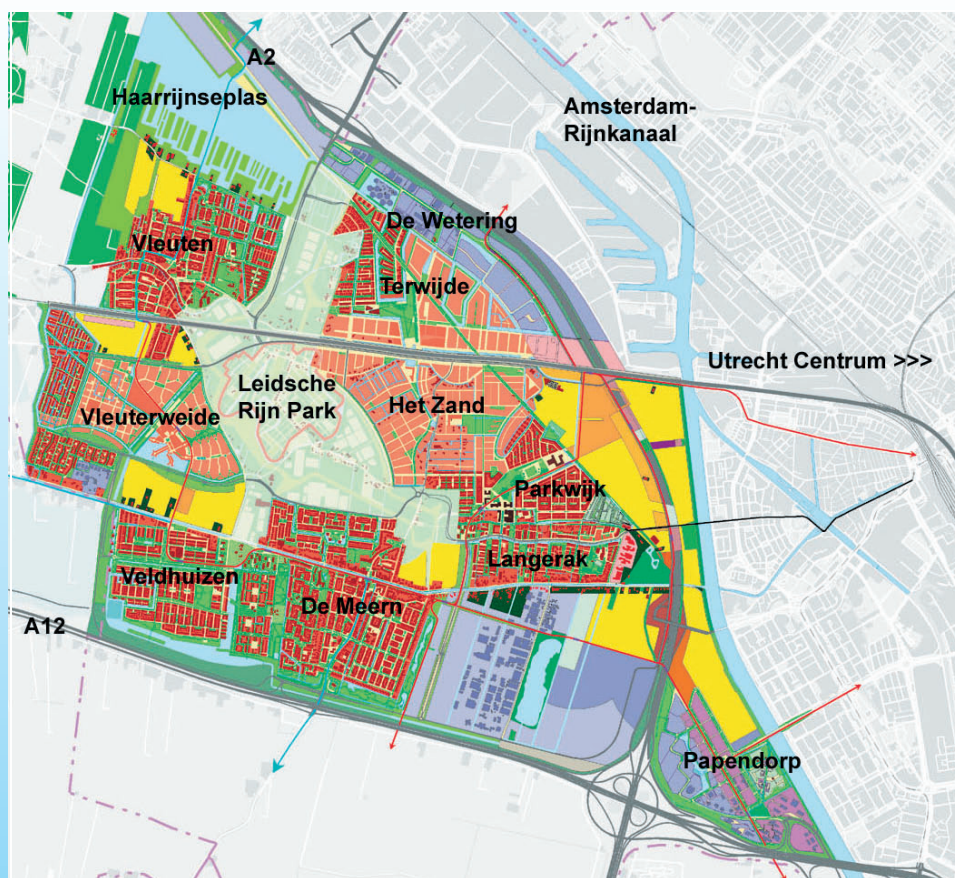 A2
Haarrijnseplas
Amsterdam-
Rijnkanaal
De Wetering
Vleuten
Terwijde
Utrecht Centrum >>>
Leidsche
Rijn Park
Het Zand
Vleuterweide
Parkwijk
Langerak
Veldhuizen
De Meern
A12
Papendorp